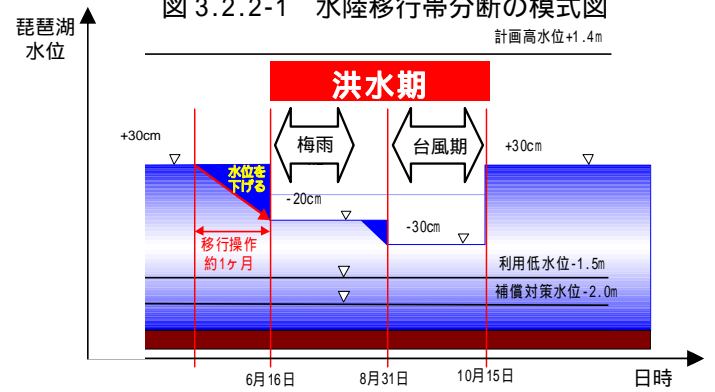 図3.2.2-1 水陸移行帯分断の模式図
琵琶湖
水位
計画高水位+1.4m
洪水期
+30cm
梅雨
台風期
+30cm
水位を
下げる
-20cm
-30cm
移行操作
約1ヶ月
利用低水位-1.5m
補償対策水位-2.0m
6月16日
8月31日
10月15日
日時